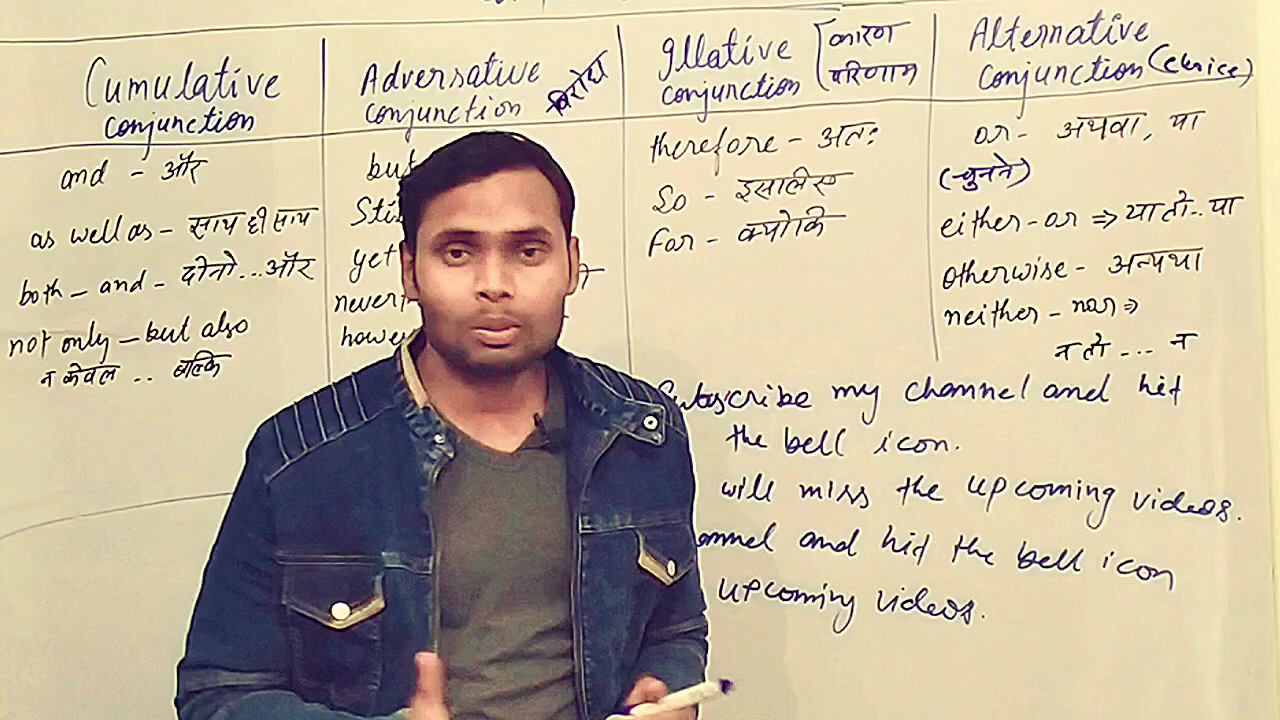 Cumulative
conjunction
and - और
as well as - साथ ही साथ
both - and - दोनो...और
not only - but also
न केवल .. बल्कि
Adversative
conjunction
विरोध
but
yet
Illative
conjunction
कारण
परिणाम
therefore - अतः
So - इसलिए
For - क्योकि
Alternative
conjunction (choice)
or - अथवा, या
(चुनने)
either - or ⇒ या तो..या
otherwise - अन्यथा
neither - nor ⇒
न तो ... न
Subscribe my channel and hit
the bell icon.
will miss the upcoming videos.
and hit the bell icon
upcoming videos.